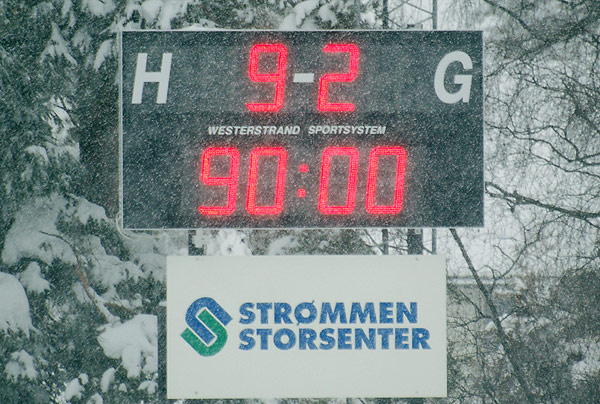 H 9-2 G
WESTERSTRAND SPORTSYSTEM
90:00
STRØMMEN
STORSENTER